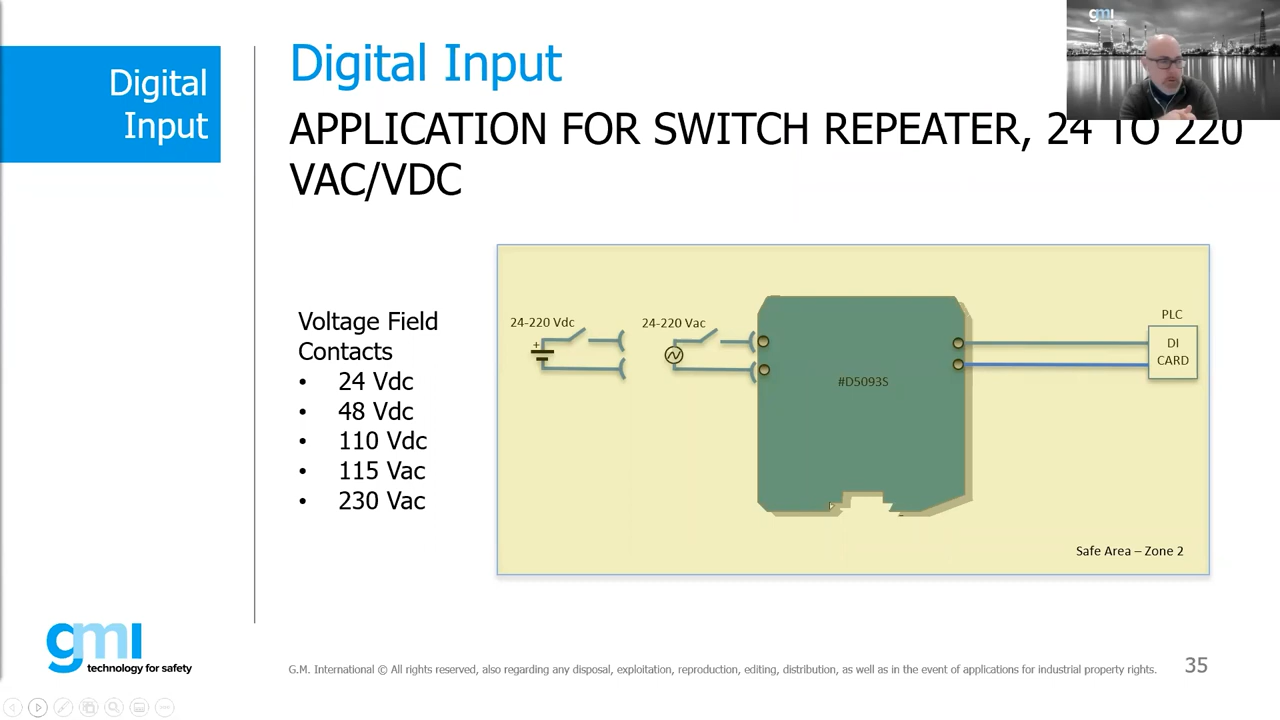 Digital
Input
Digital Input
APPLICATION FOR SWITCH REPEATER, 24 TO 220
VAC/VDC
gmi
Voltage Field
Contacts
• 24 Vdc
• 48 Vdc
• 110 Vdc
• 115 Vac
• 230 Vac
24-220 Vdc
24-220 Vac
+
#D5093S
PLC
DI
CARD
Safe Area – Zone 2
gmi
technology for safety
G.M. International © All rights reserved, also regarding any disposal, exploitation, reproduction, editing, distribution, as well as in the event of applications for industrial property rights.
35